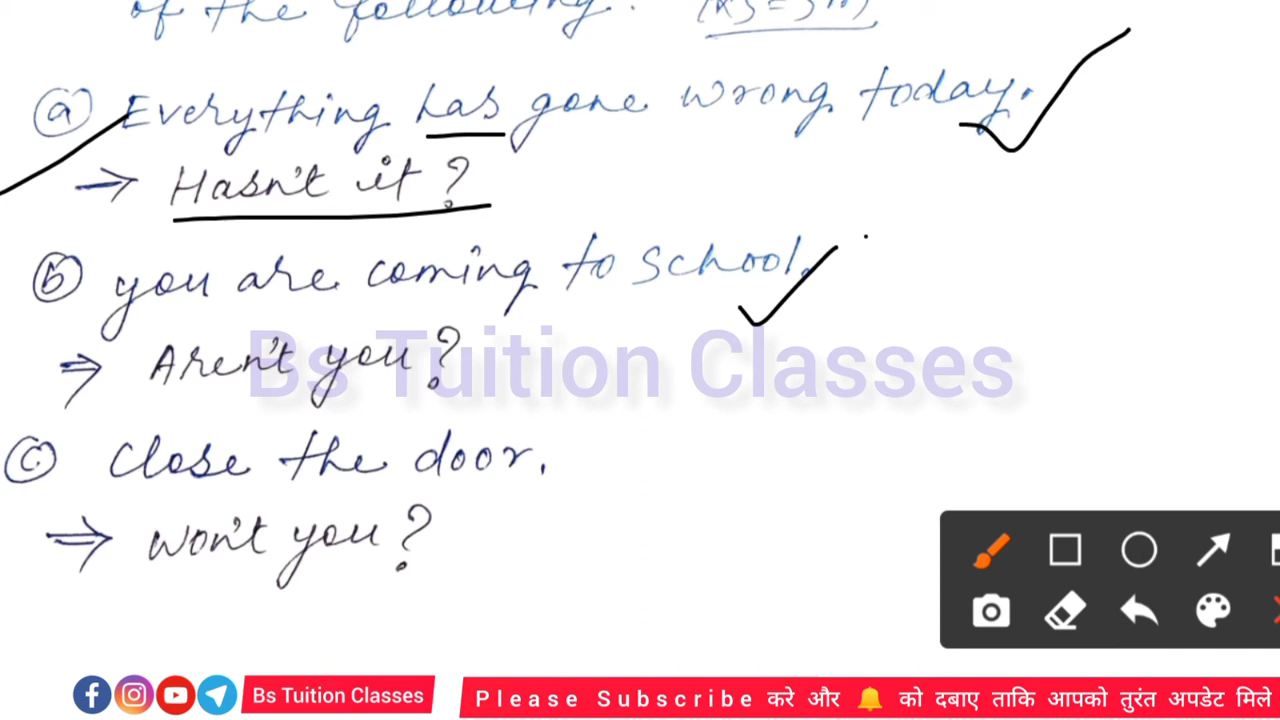 of the following.
ⓐ Everything has gone wrong today.
→ Hasn't it?
ⓑ you are coming to school.
⇒ Aren't you?
Bs Tuition Classes
ⓒ Close the door.
⇒ won't you?
Bs Tuition Classes
Please Subscribe करे और 🔔 को दबाए ताकि आपको तुरंत अपडेट मिले